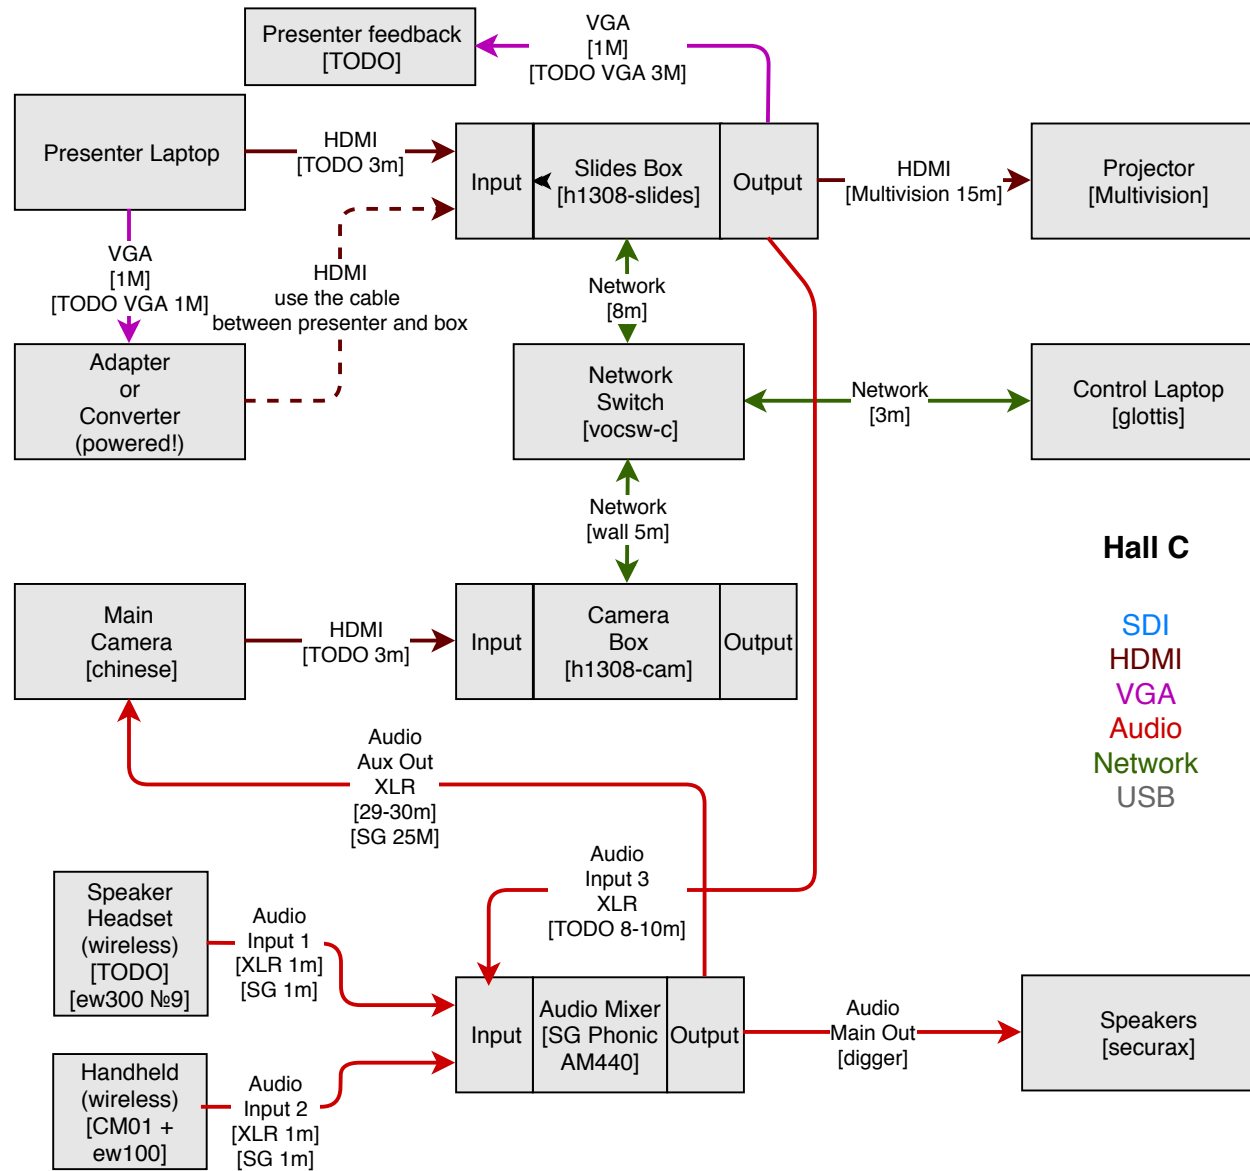 Presenter feedback
[TODO]
VGA
[1M]
[TODO VGA 3M]
Presenter Laptop
HDMI
[TODO 3m]
Input
Slides Box
[h1308-slides]
Output
HDMI
[Multivision 15m]
Projector
[Multivision]
VGA
[1M]
[TODO VGA 1M]
HDMI
use the cable
between presenter and box
Network
[8m]
Adapter
or
Converter
(powered!)
Network
Switch
[vocsw-c]
Network
[3m]
Control Laptop
[glottis]
Network
[wall 5m]
Hall C
SDI
HDMI
VGA
Audio
Network
USB
Main
Camera
[chinese]
HDMI
[TODO 3m]
Input
Camera
Box
[h1308-cam]
Output
Audio
Aux Out
XLR
[29-30m]
[SG 25M]
Audio
Input 3
XLR
[TODO 8-10m]
Speaker
Headset
(wireless)
[TODO]
[ew300 №9]
Audio
Input 1
[XLR 1m]
[SG 1m]
Input
Audio Mixer
[SG Phonic
AM440]
Output
Audio
Main Out
[digger]
Speakers
[securax]
Handheld
(wireless)
[CM01 +
ew100]
Audio
Input 2
[XLR 1m]
[SG 1m]